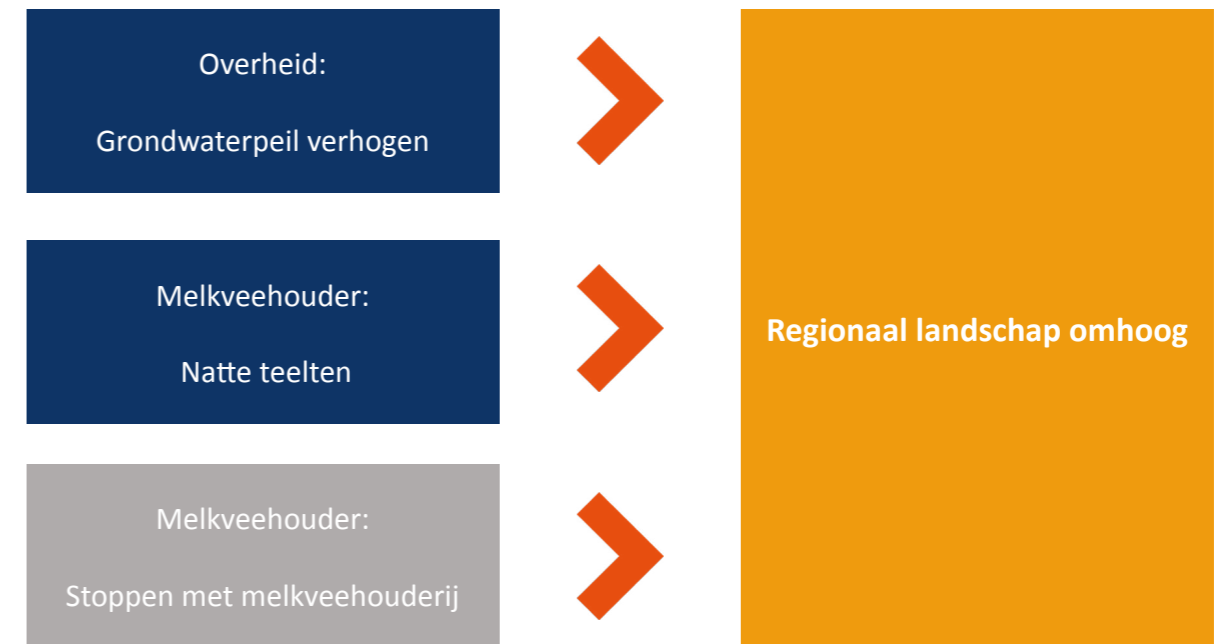 Overheid:
Grondwaterpeil verhogen
Melkveehouder:
Natte teelten
Regionaal landschap omhoog
Melkveehouder:
Stoppen met melkveehouderij